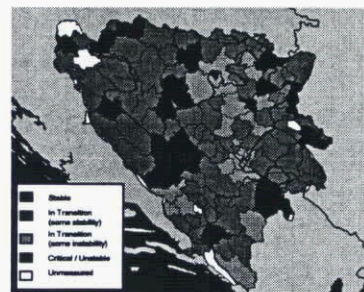 Stable
In Transition
(some stability)
In Transition
(some instability)
Critical / Unstable
Unmeasured